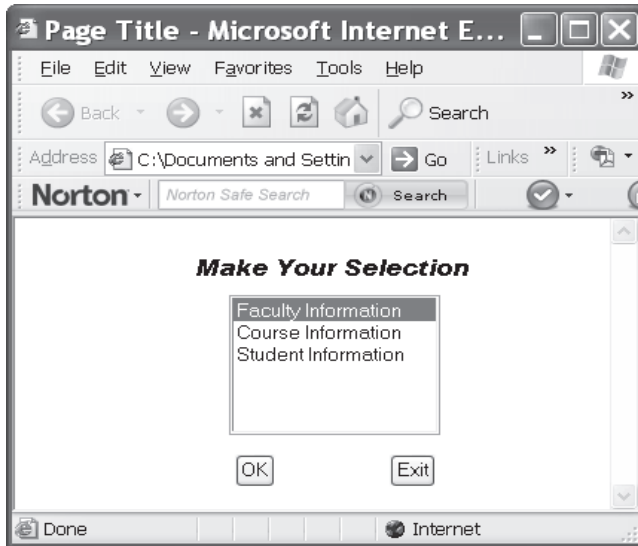 Page Title - Microsoft Internet E...
File Edit View Favorites Tools Help
Back Search
Address C:\Documents and Settin Go Links »
Norton Norton Safe Search Search
Make Your Selection
Faculty Information
Course Information
Student Information
OK Exit
Done Internet